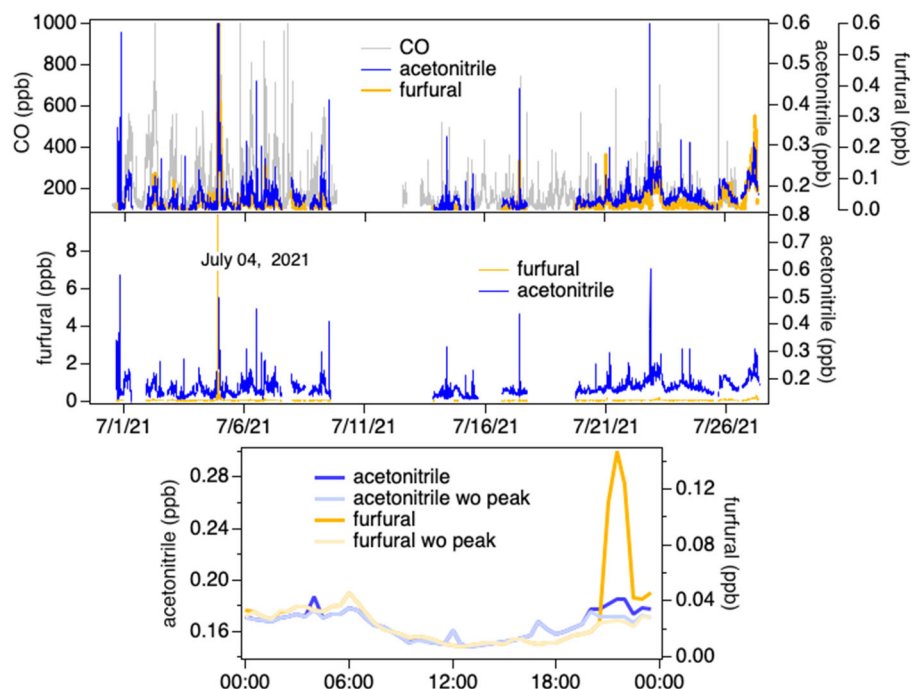 1000
800
600
400
200
CO (ppb)
CO
acetonitrile
furfural
0.6
0.5
0.4
0.3
0.2
acetonitrile (ppb)
0.6
0.5
0.4
0.3
0.2
0.1
0.0
furfural (ppb)
8
6
4
2
0
furfural (ppb)
July 04, 2021
furfural
acetonitrile
0.8
0.7
0.6
0.5
0.4
0.3
0.2
acetonitrile (ppb)
7/1/21 7/6/21 7/11/21 7/16/21 7/21/21 7/26/21
0.28
0.24
0.20
0.16
acetonitrile (ppb)
acetonitrile
acetonitrile wo peak
furfural
furfural wo peak
0.12
0.08
0.04
0.00
furfural (ppb)
00:00 06:00 12:00 18:00 00:00